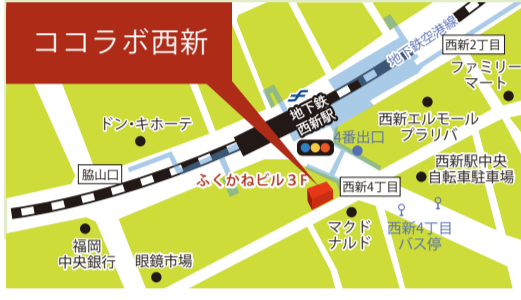 ココラボ西新
地下鉄空港線
西新2丁目
ファミリー
マート
地下鉄
西新駅
ドン・キホーテ
4番出口
西新エルモール
プラリバ
脇山口
ふくかねビル3F
西新4丁目
西新駅中央
自転車駐車場
マクド
ナルド
西新4丁目
バス停
福岡
中央銀行
眼鏡市場